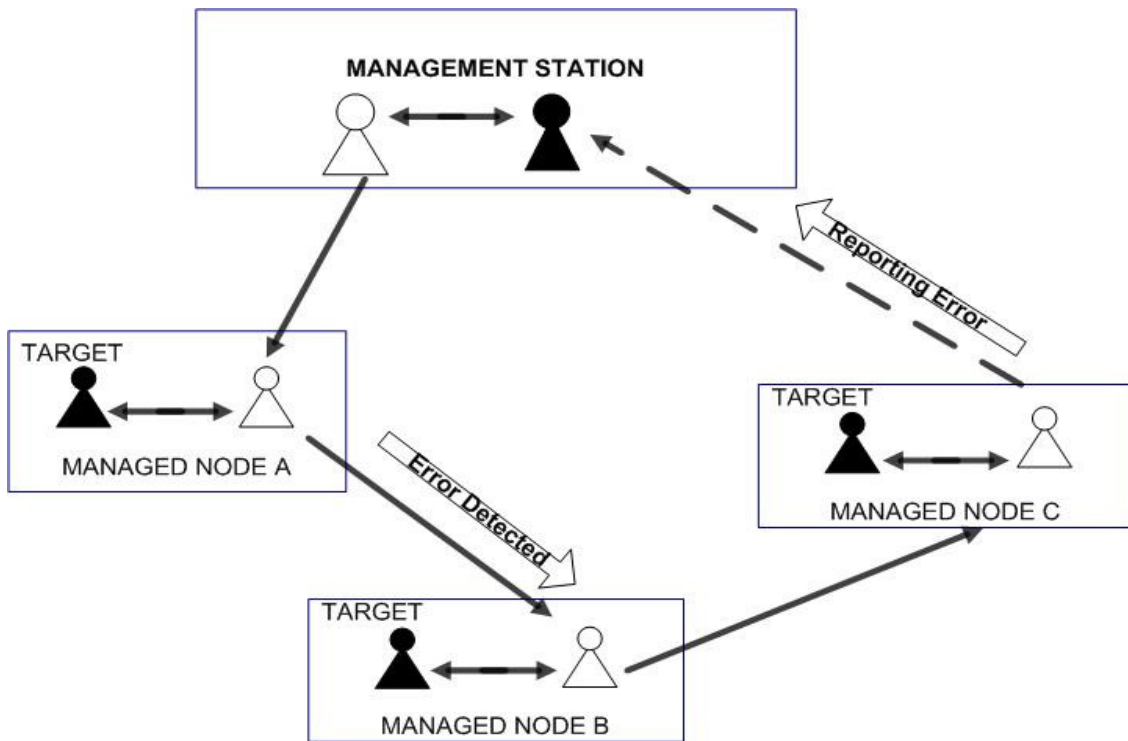 MANAGEMENT STATION
Reporting Error
TARGET
MANAGED NODE A
TARGET
MANAGED NODE C
Error Detected
TARGET
MANAGED NODE B